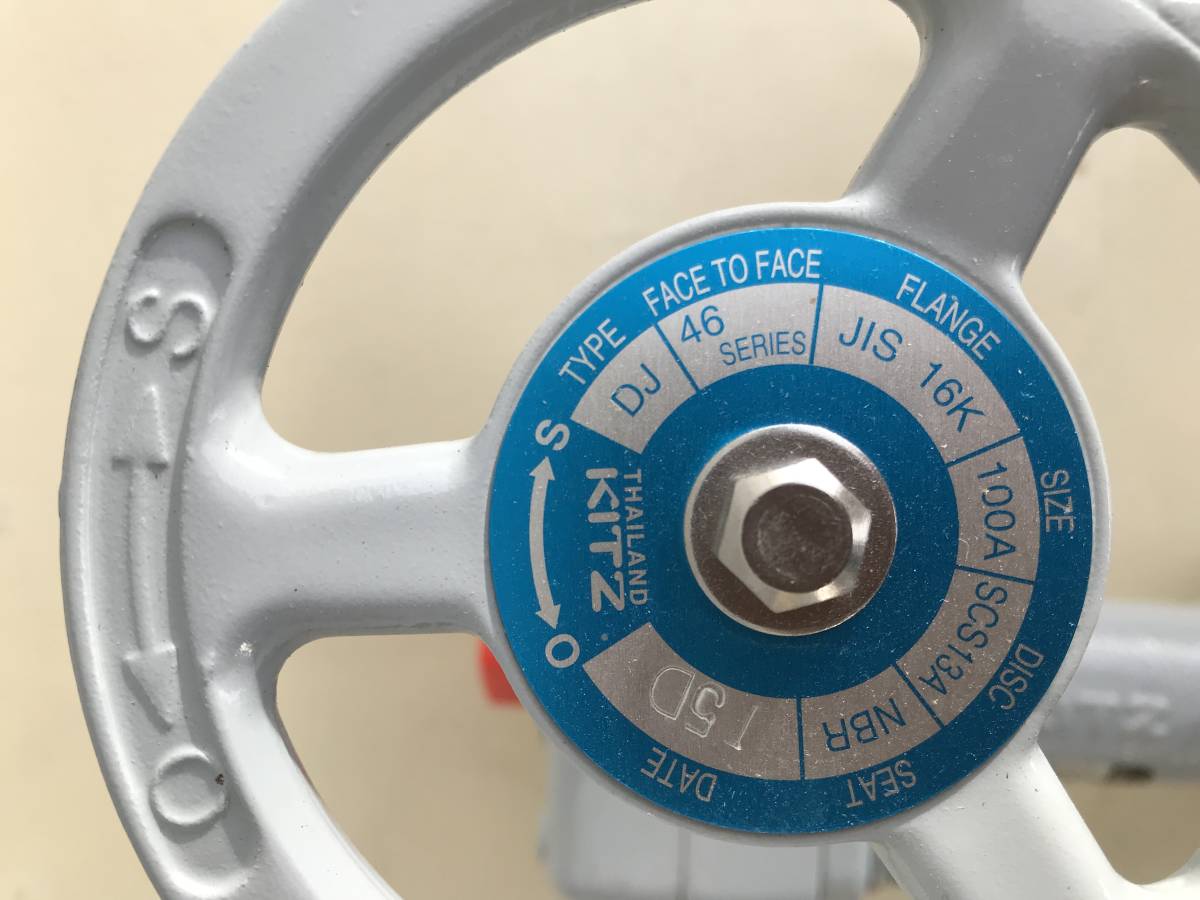 TYPE
DJ
FACE TO FACE
46
SERIES
FLANGE
JIS 16K
SIZE
100A
DISC
SCS13A
SEAT
NBR
DATE
15D
S
O
THAILAND
KITZ
S
O